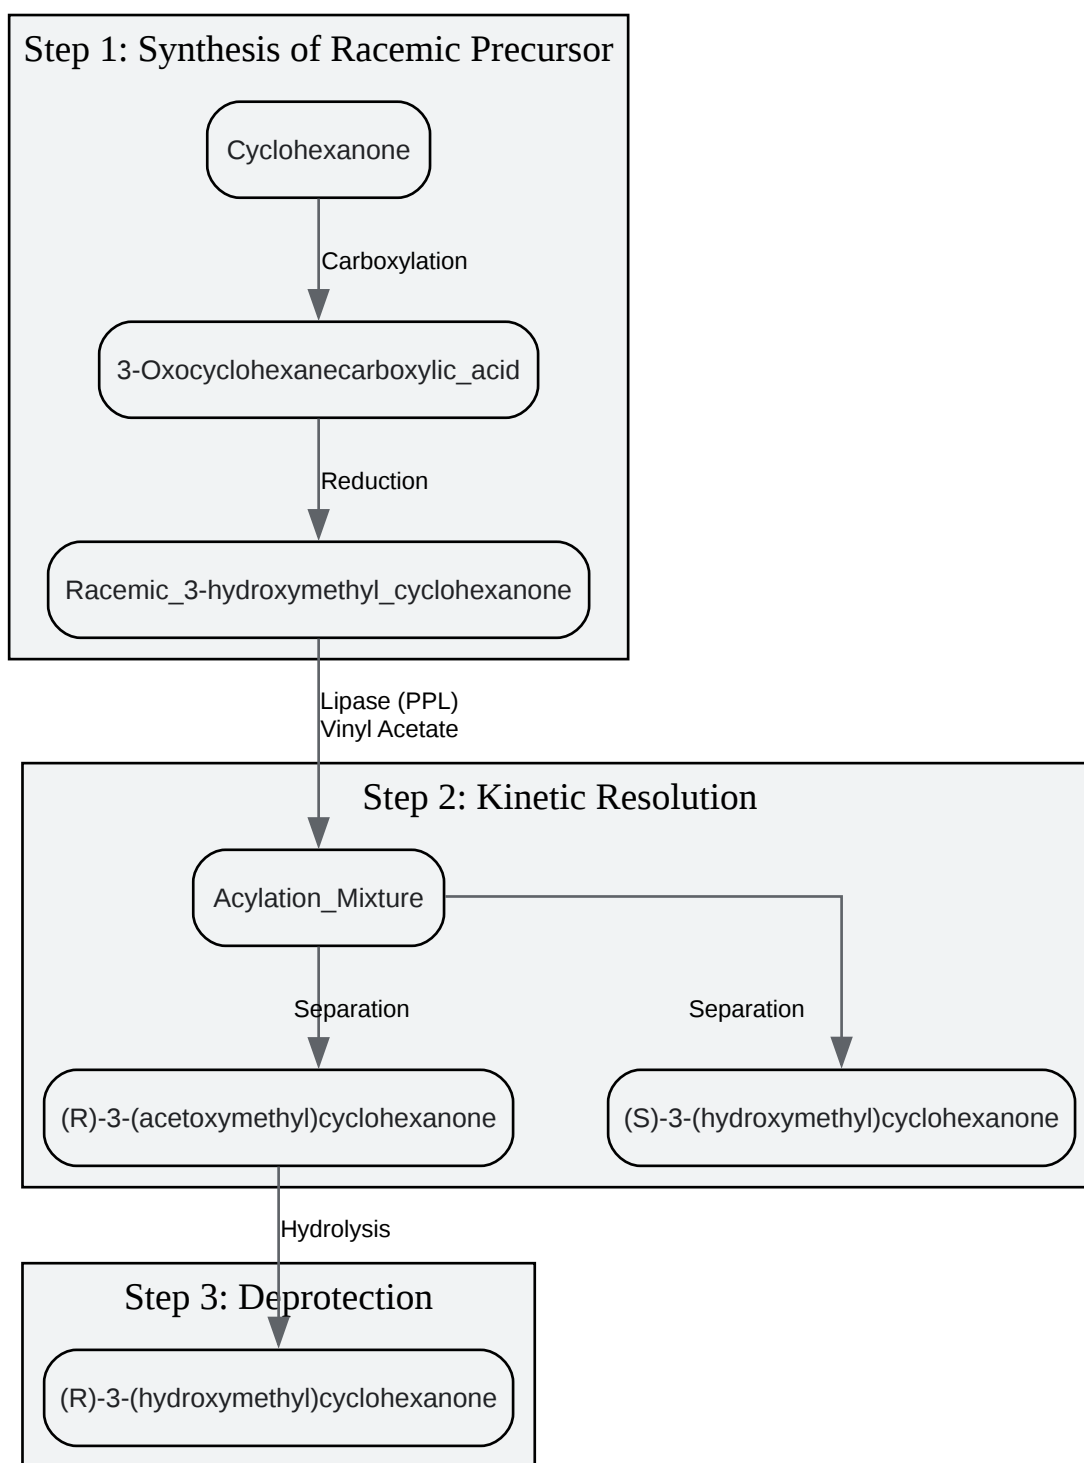 Step 1: Synthesis of Racemic Precursor
Cyclohexanone
Carboxylation
3-Oxocyclohexanecarboxylic_acid
Reduction
Racemic_3-hydroxymethyl_cyclohexanone
Lipase (PPL)
Vinyl Acetate
Step 2: Kinetic Resolution
Acylation_Mixture
Separation
Separation
(R)-3-(acetoxymethyl)cyclohexanone
(S)-3-(hydroxymethyl)cyclohexanone
Hydrolysis
Step 3: Deprotection
(R)-3-(hydroxymethyl)cyclohexanone